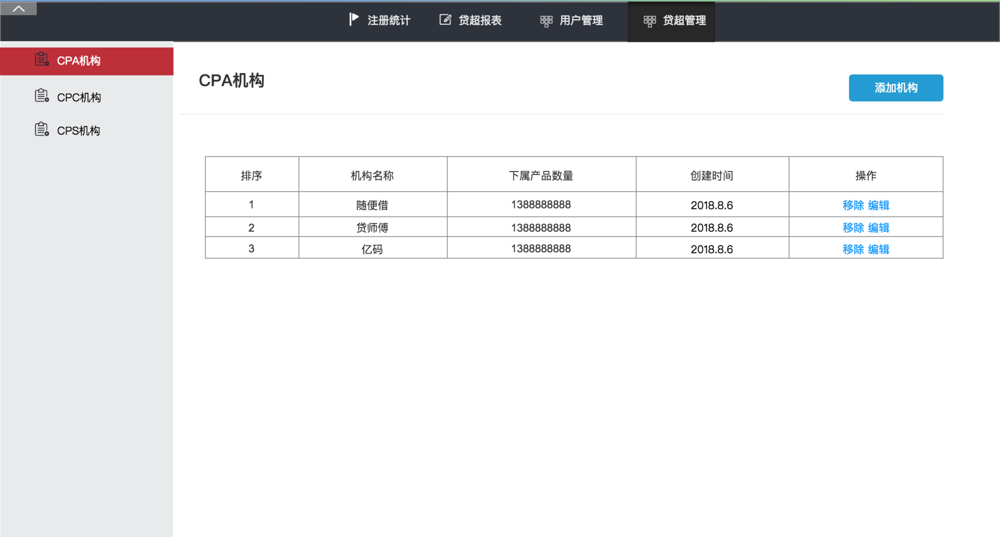 注册统计 贷超报表 用户管理 贷超管理
CPA机构
CPC机构
CPS机构
CPA机构
添加机构
排序 机构名称 下属产品数量 创建时间 操作
1 随便借 1388888888 2018.8.6 移除 编辑
2 贷师傅 1388888888 2018.8.6 移除 编辑
3 亿码 1388888888 2018.8.6 移除 编辑